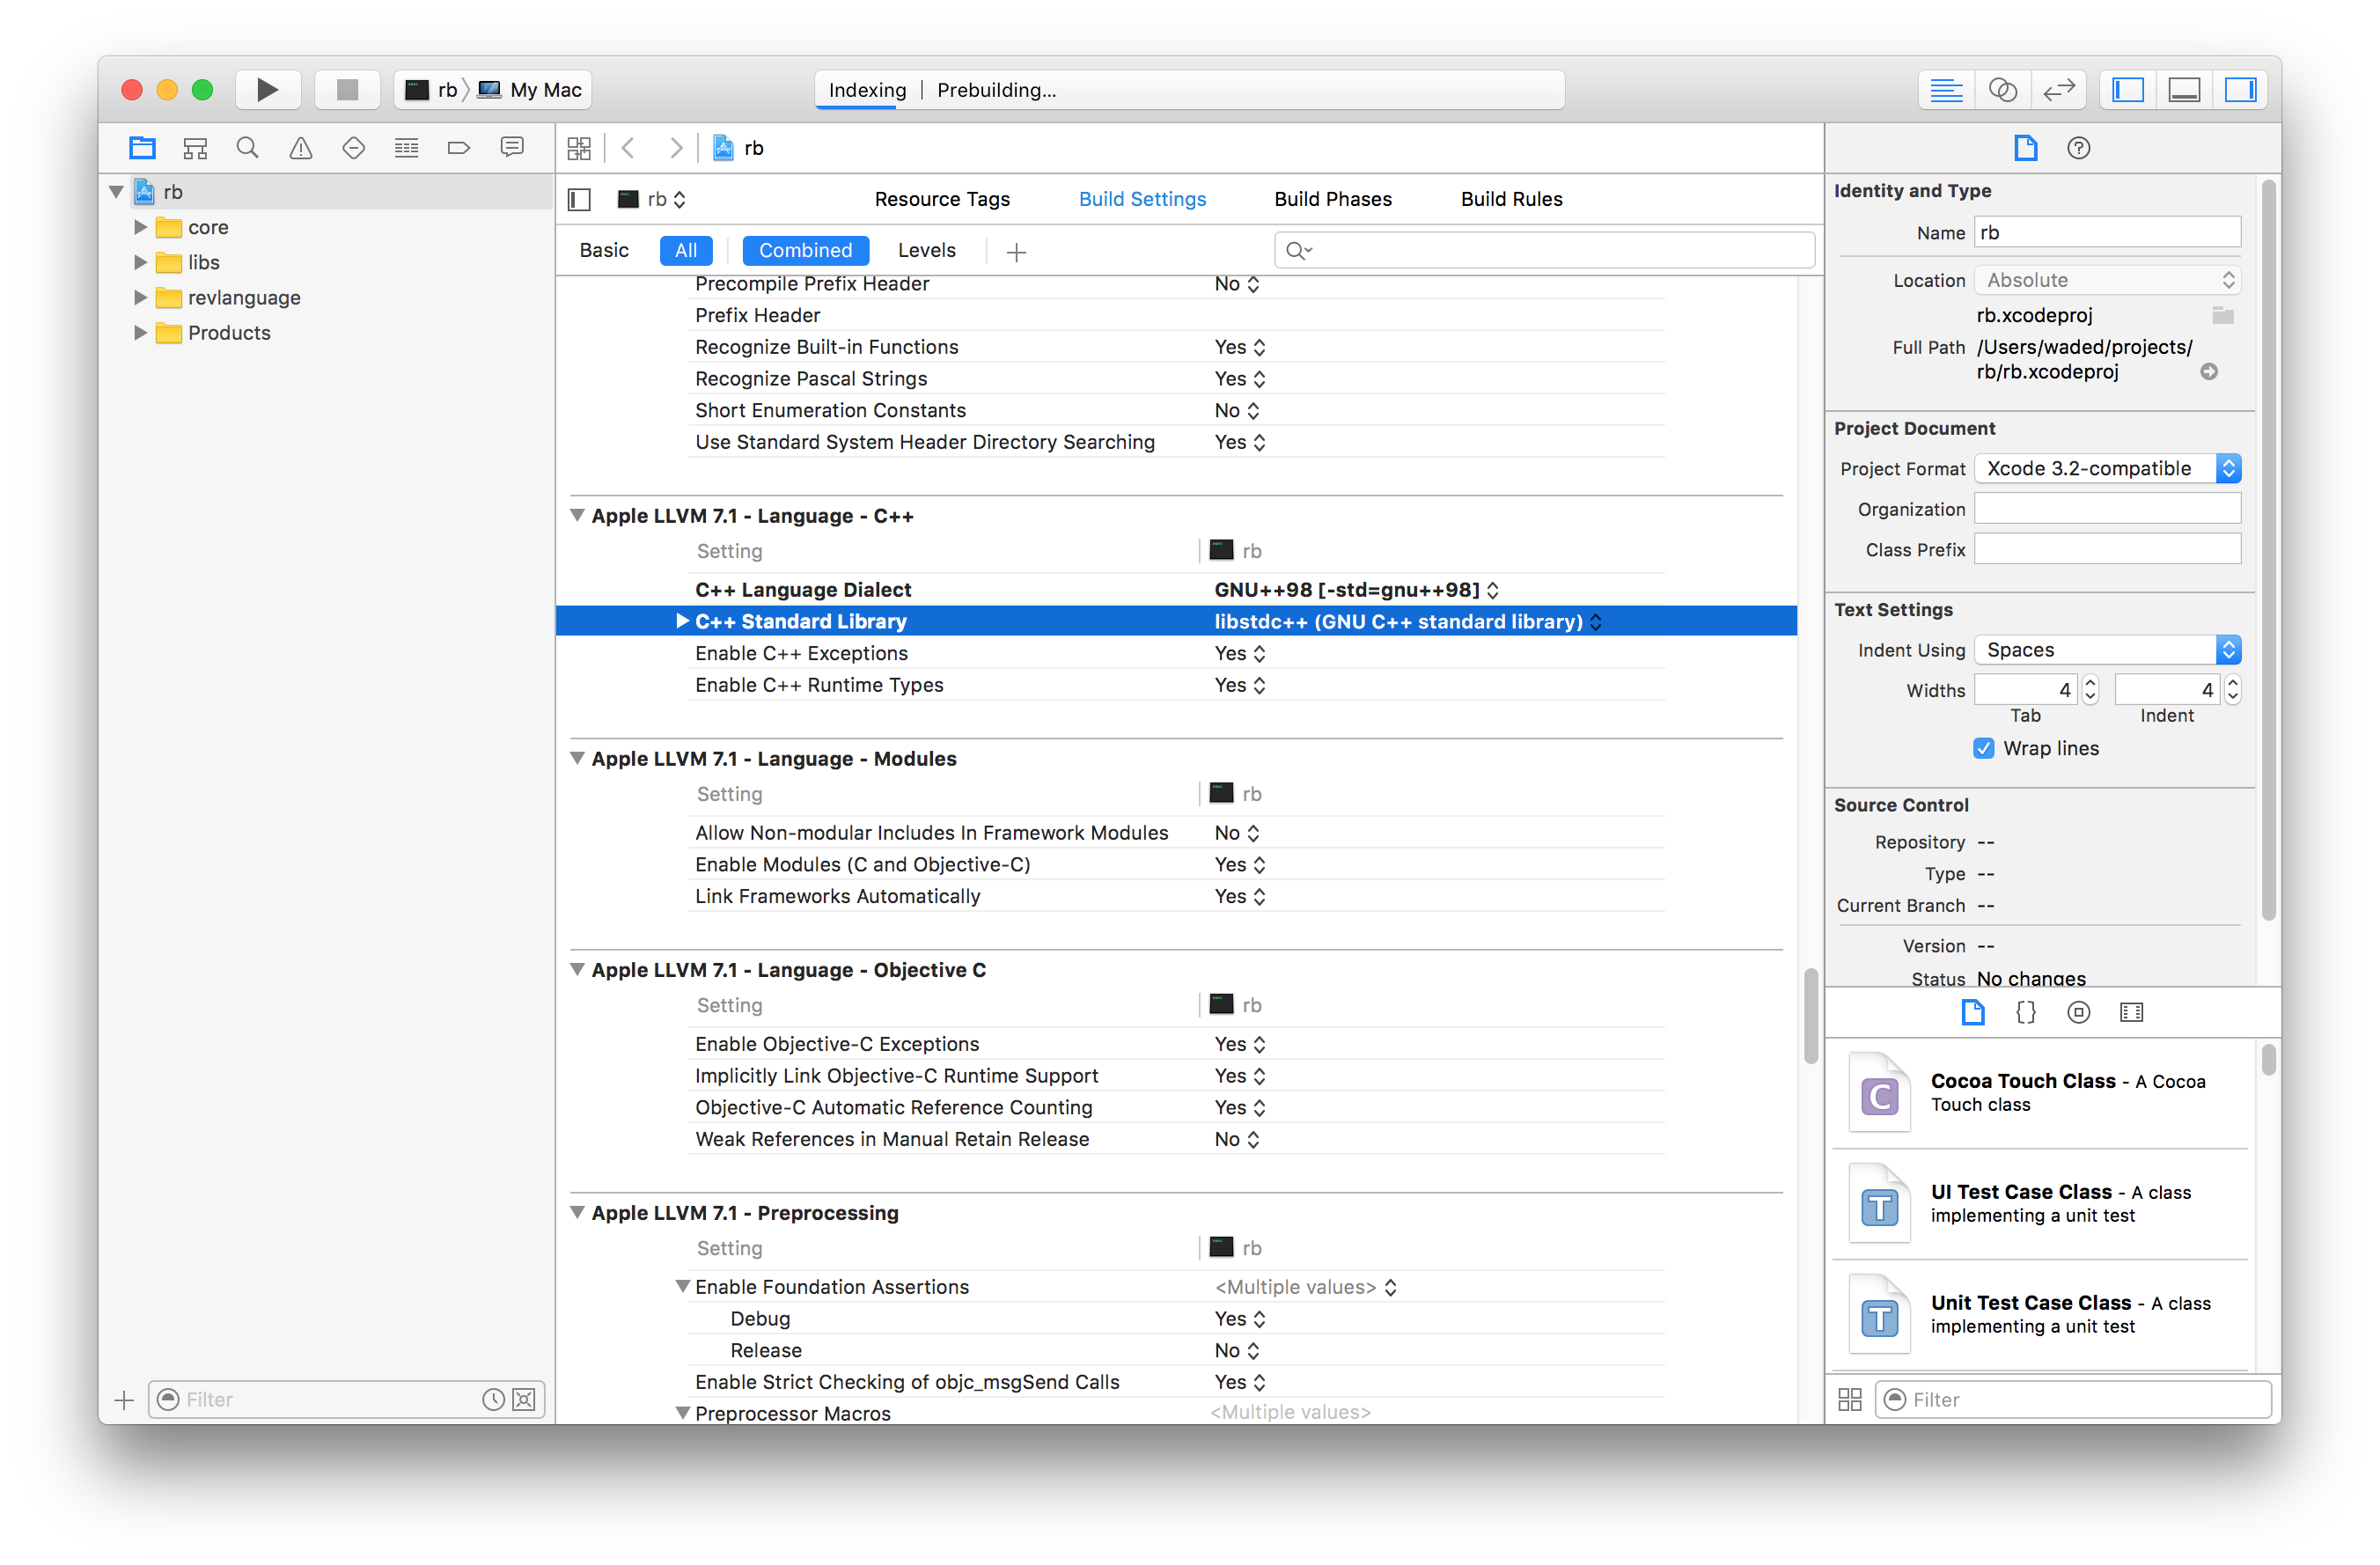 rb My Mac
Indexing | Prebuilding...
rb
rb
Resource Tags Build Settings Build Phases Build Rules
Basic All Combined Levels
rb
core
libs
revlanguage
Products
Filter
Precompile Prefix Header No
Prefix Header
Recognize Built-in Functions Yes
Recognize Pascal Strings Yes
Short Enumeration Constants No
Use Standard System Header Directory Searching Yes
Apple LLVM 7.1 - Language - C++
Setting rb
C++ Language Dialect GNU++98 [-std=gnu++98]
C++ Standard Library libstdc++ (GNU C++ standard library)
Enable C++ Exceptions Yes
Enable C++ Runtime Types Yes
Apple LLVM 7.1 - Language - Modules
Setting rb
Allow Non-modular Includes In Framework Modules No
Enable Modules (C and Objective-C) Yes
Link Frameworks Automatically Yes
Apple LLVM 7.1 - Language - Objective C
Setting rb
Enable Objective-C Exceptions Yes
Implicitly Link Objective-C Runtime Support Yes
Objective-C Automatic Reference Counting Yes
Weak References in Manual Retain Release No
Apple LLVM 7.1 - Preprocessing
Setting rb
Enable Foundation Assertions <Multiple values>
Debug Yes
Release No
Enable Strict Checking of objc_msgSend Calls Yes
Preprocessor Macros <Multiple values>
Identity and Type
Name rb
Location Absolute
rb.xcodeproj
Full Path /Users/waded/projects/
rb/rb.xcodeproj
Project Document
Project Format Xcode 3.2-compatible
Organization
Class Prefix
Text Settings
Indent Using Spaces
Widths 4 4
Tab Indent
Wrap lines
Source Control
Repository --
Type --
Current Branch --
Version --
Status No changes
{}
C Cocoa Touch Class - A Cocoa
Touch class
T UI Test Case Class - A class
implementing a unit test
T Unit Test Case Class - A class
implementing a unit test
Filter